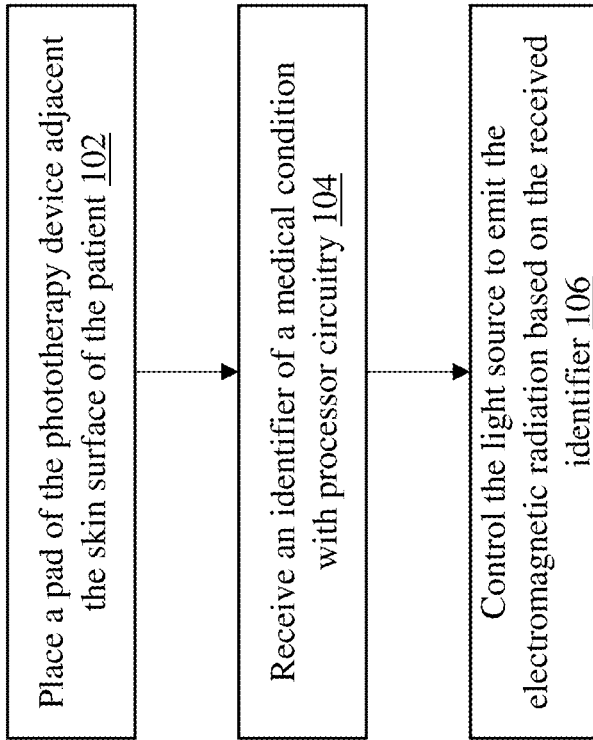 Place a pad of the phototherapy device adjacent
the skin surface of the patient 102
Receive an identifier of a medical condition
with processor circuitry 104
Control the light source to emit the
electromagnetic radiation based on the received
identifier 106